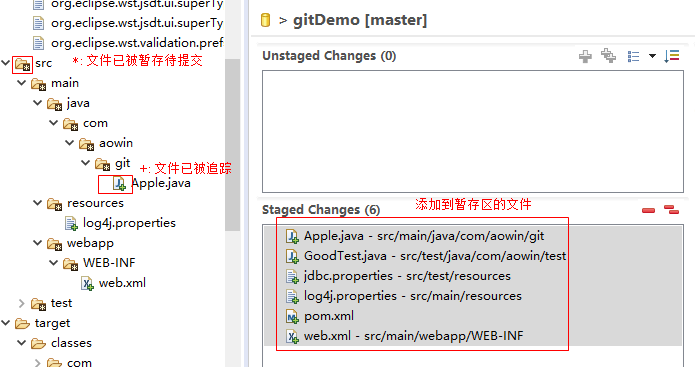 org.eclipse.wst.jsdt.ui.superTy
org.eclipse.wst.jsdt.ui.superTy
org.eclipse.wst.validation.pref
src
*: 文件已被暂存待提交
main
java
com
aowin
git
+: 文件已被追踪
Apple.java
resources
log4j.properties
webapp
WEB-INF
web.xml
test
target
classes
com
> gitDemo [master]
Unstaged Changes (0)
Staged Changes (6)
添加到暂存区的文件
Apple.java - src/main/java/com/aowin/git
GoodTest.java - src/test/java/com/aowin/test
jdbc.properties - src/test/resources
log4j.properties - src/main/resources
pom.xml
web.xml - src/main/webapp/WEB-INF